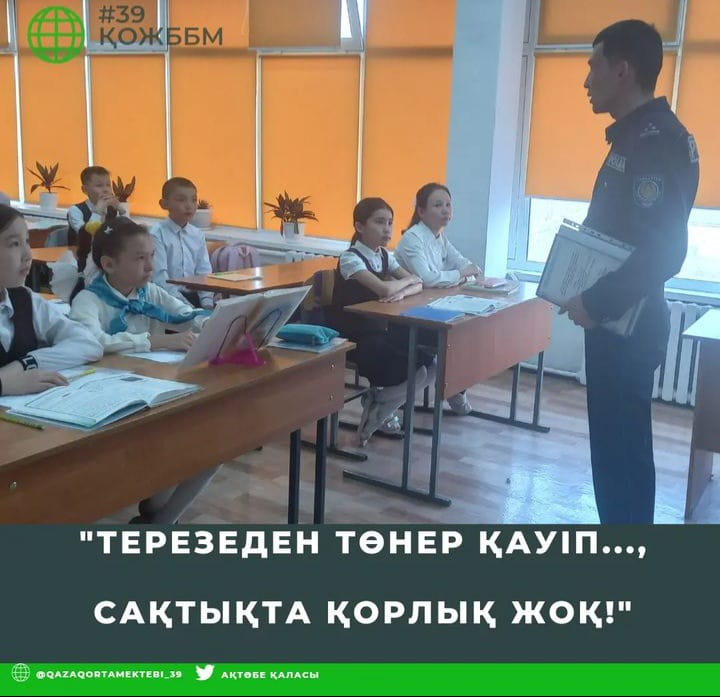 #39
ҚОЖББМ
"ТЕРЕЗЕДЕН ТӨНЕР ҚАУІП...,
САҚТЫҚТА ҚОРЛЫҚ ЖОҚ!"
@QAZAQORTAMEKTEBI_39 АҚТӨБЕ ҚАЛАСЫ